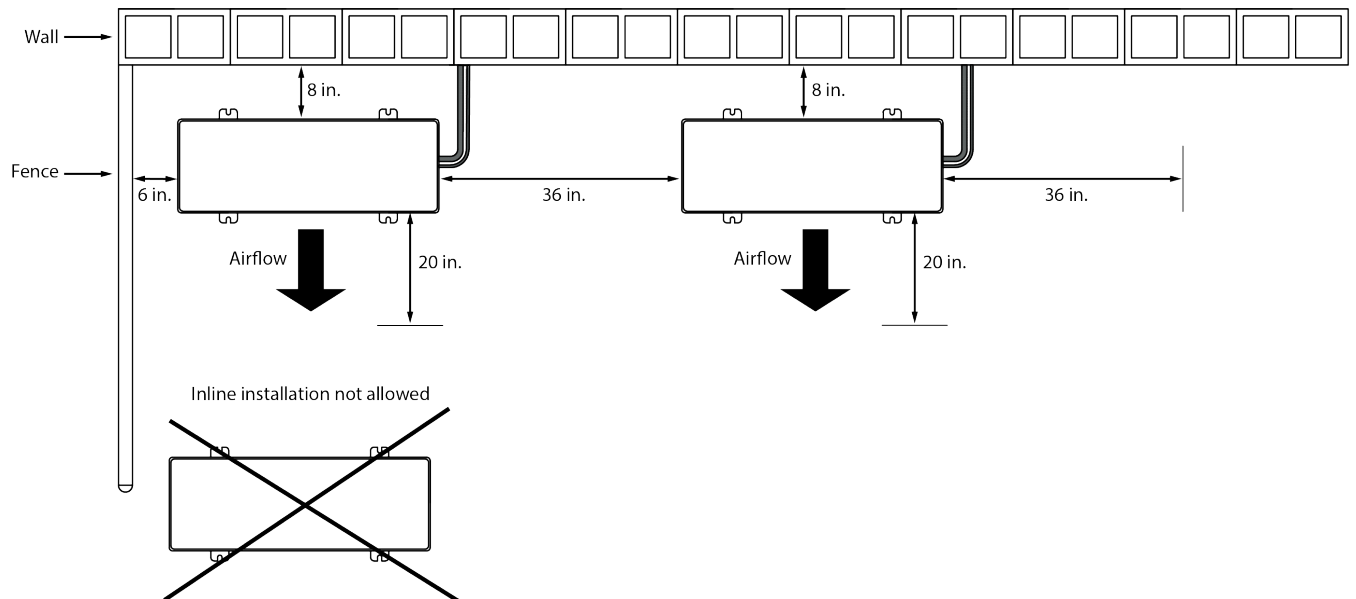 Wall
8 in.
8 in.
Fence
6 in.
36 in.
36 in.
Airflow
20 in.
Airflow
20 in.
Inline installation not allowed